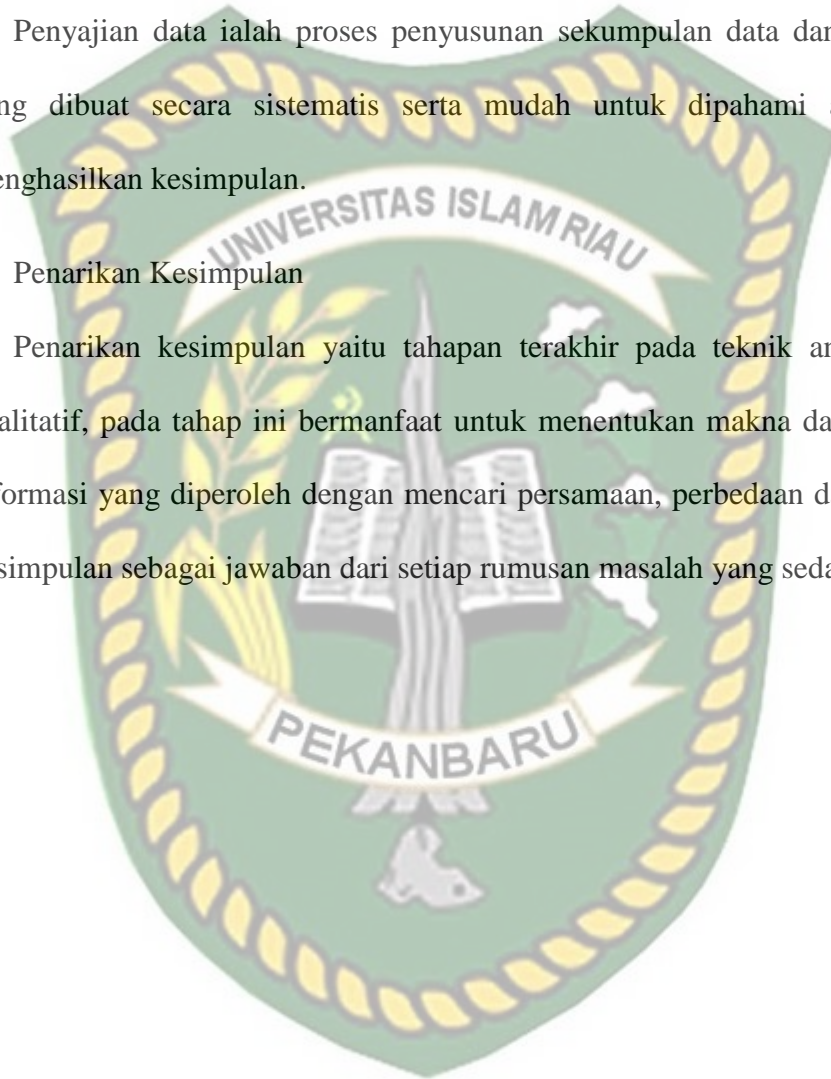 Penyajian data ialah proses penyusunan sekumpulan data dan
ng dibuat secara sistematis serta mudah untuk dipahami
enghasilkan kesimpulan.
UNIVERSITAS ISLAM RIAU
Penarikan Kesimpulan
Penarikan kesimpulan yaitu tahapan terakhir pada teknik an
alitatif, pada tahap ini bermanfaat untuk menentukan makna da
formasi yang diperoleh dengan mencari persamaan, perbedaan d
simpulan sebagai jawaban dari setiap rumusan masalah yang seda
PEKANBARU